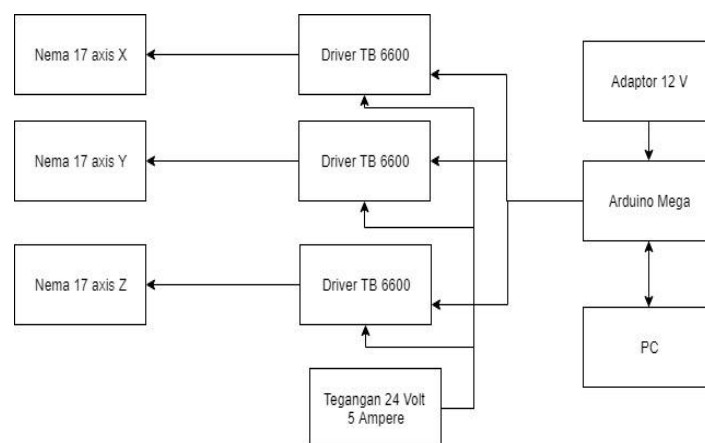 Nema 17 axis X
Driver TB 6600
Adaptor 12 V
Nema 17 axis Y
Driver TB 6600
Arduino Mega
Nema 17 axis Z
Driver TB 6600
PC
Tegangan 24 Volt
5 Ampere